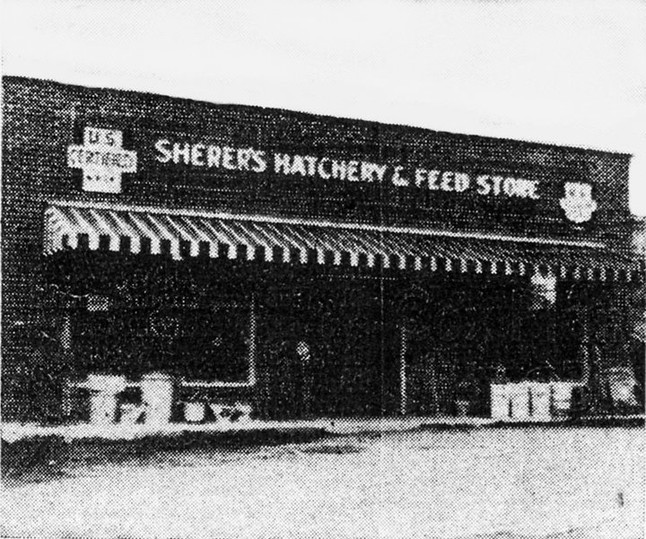 U.S.
CERTIFIED
SHERER'S HATCHERY & FEED STORE